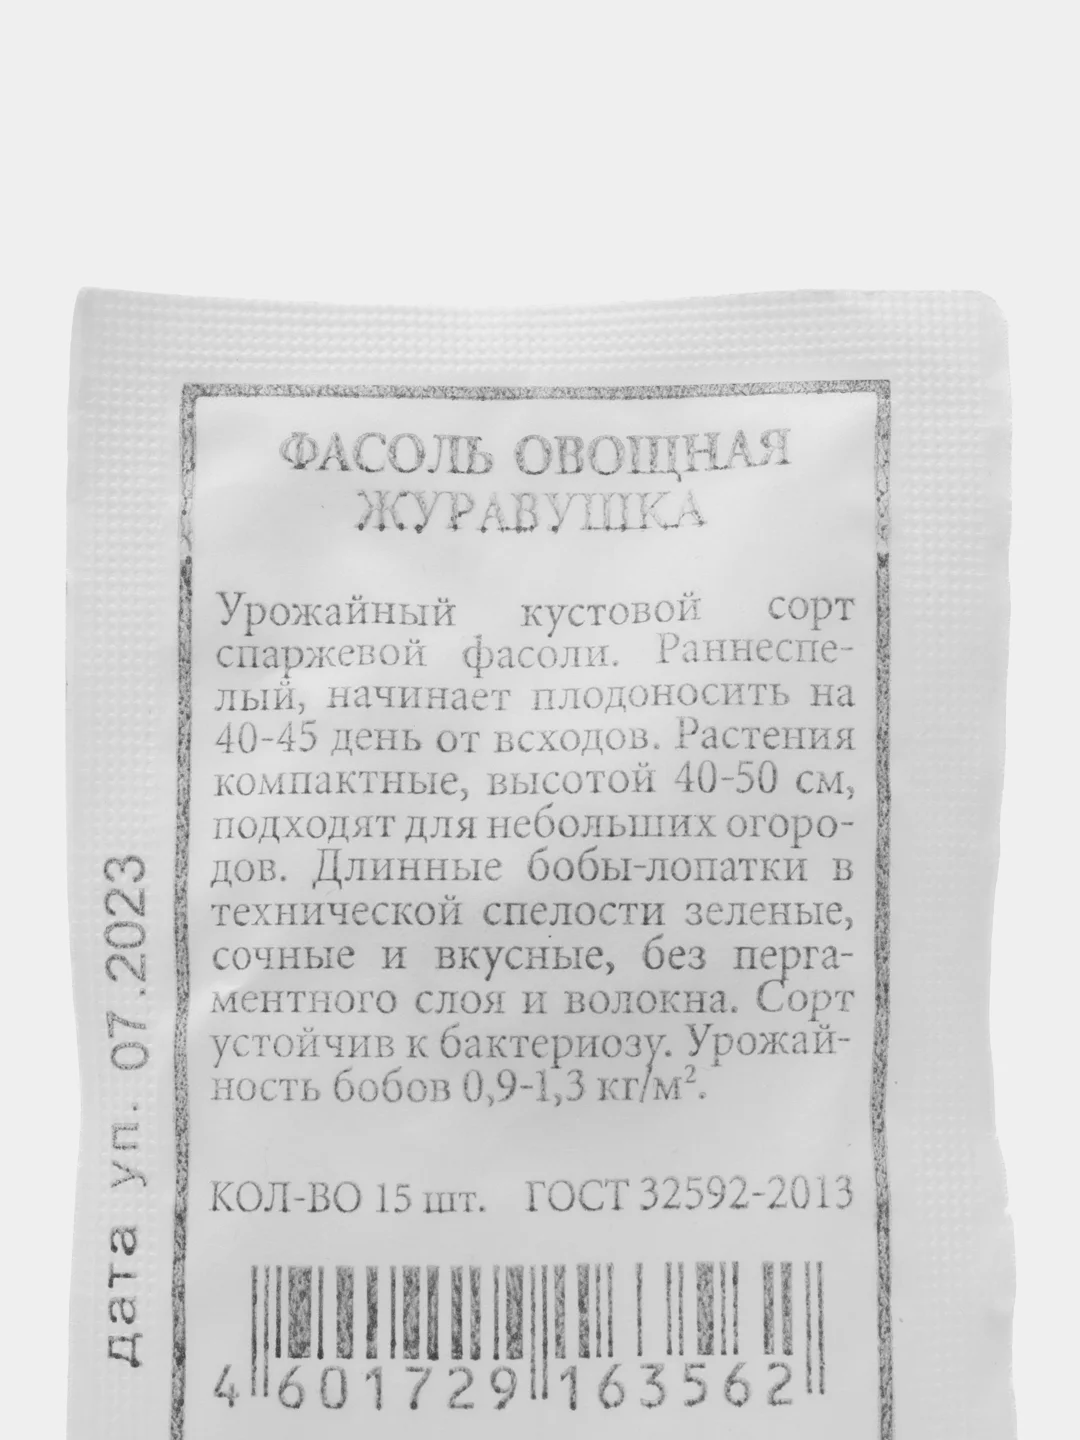 ФАСОЛЬ ОВОЩНАЯ
ЖУРАВУШКА
Урожайный кустовой сорт
спаржевой фасоли. Раннеспе-
лый, начинает плодоносить на
40-45 день от всходов. Растения
компактные, высотой 40-50 см,
подходят для небольших огоро-
дов. Длинные бобы-лопатки в
технической спелости зеленые,
сочные и вкусные, без перга-
ментного слоя и волокна. Сорт
устойчив к бактериозу. Урожай-
ность бобов 0,9-1,3 кг/м².
КОЛ-ВО 15 шт. ГОСТ 32592-2013
4 601729 163562
дата уп. 07.2023